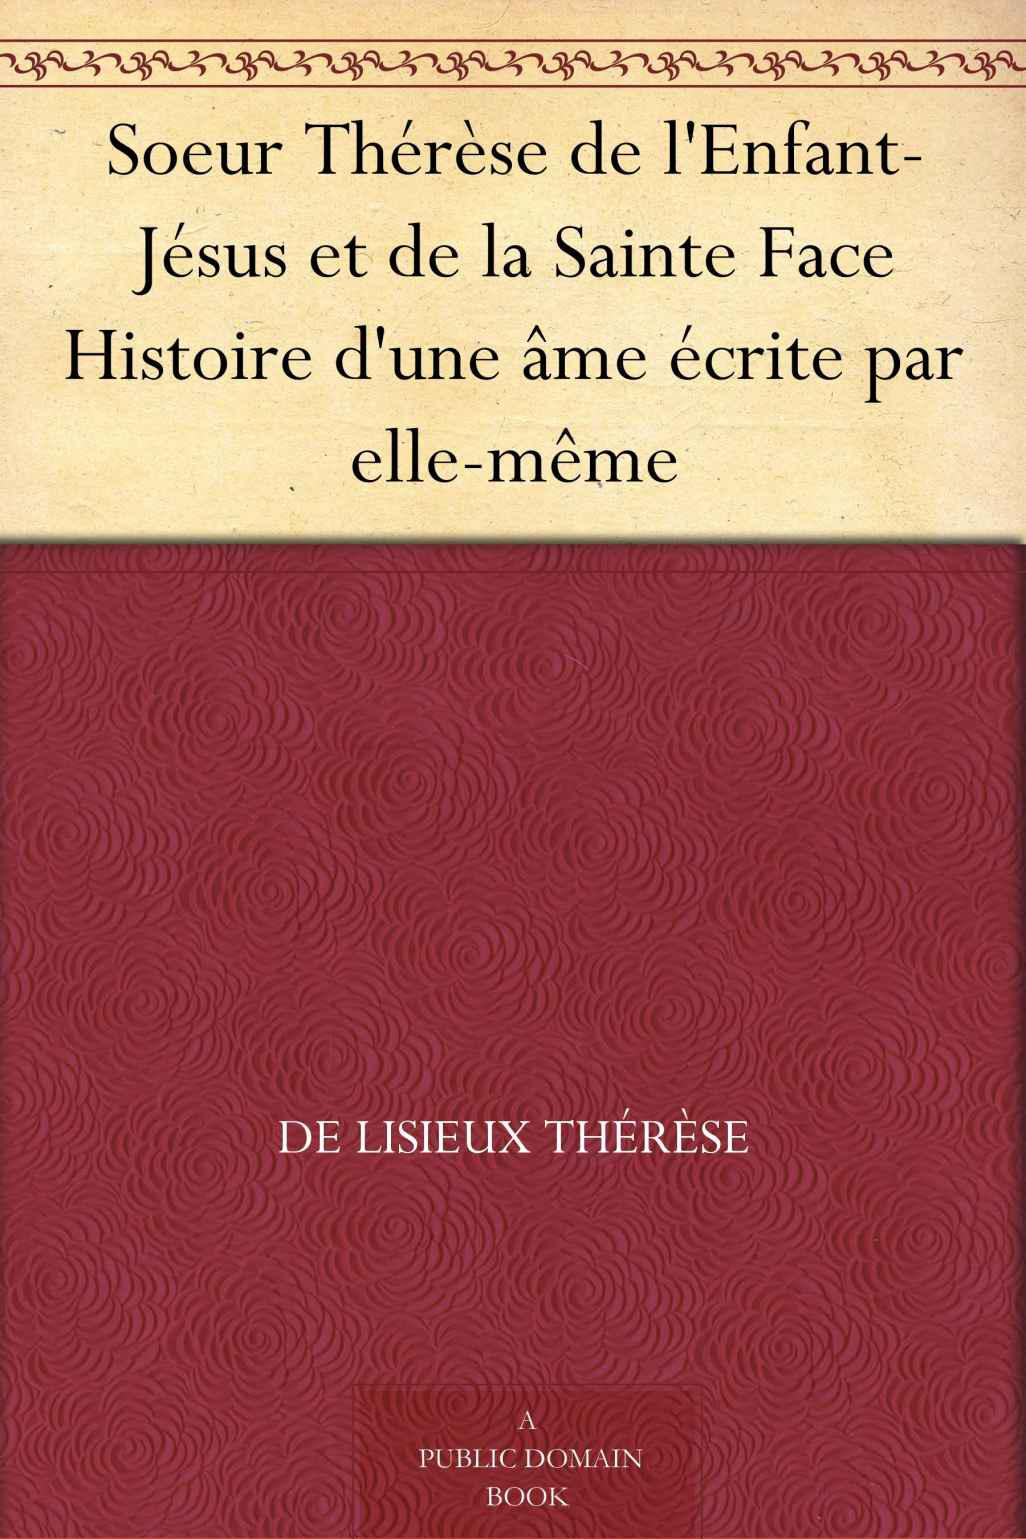 Soeur Thérèse de l'Enfant-
Jésus et de la Sainte Face
Histoire d'une âme écrite par
elle-même
DE LISIEUX THÉRÈSE
A
PUBLIC DOMAIN
BOOK